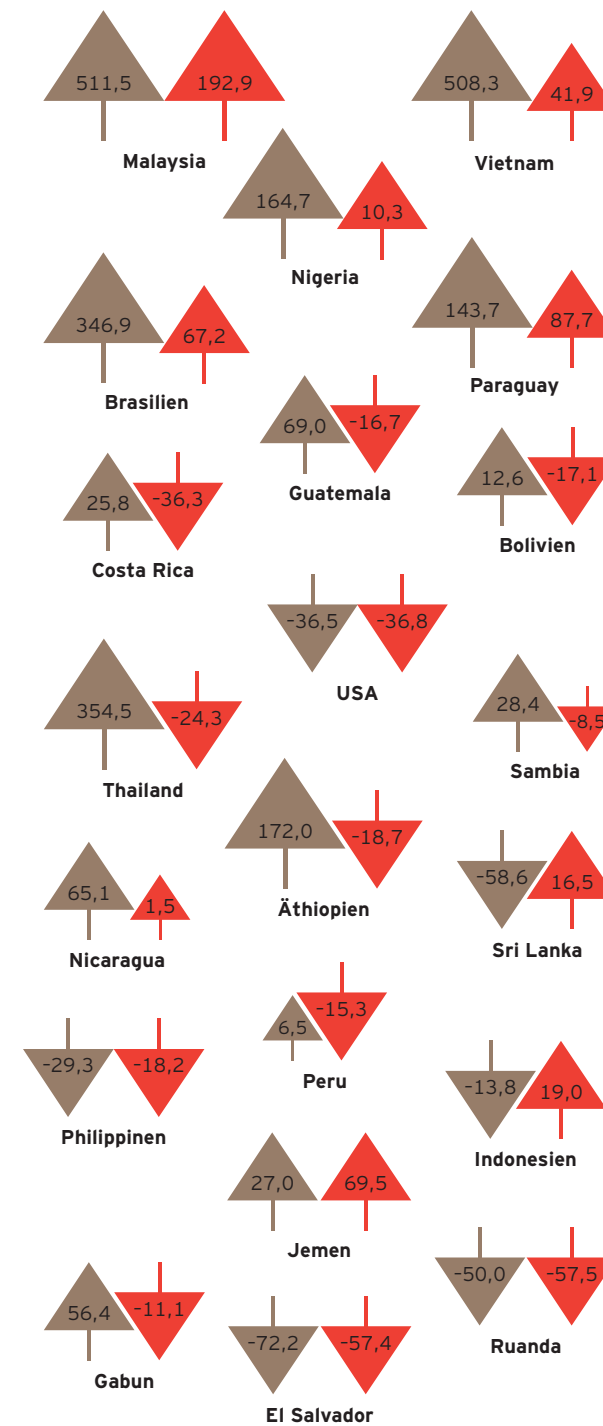 511,5 192,9
Malaysia
508,3 41,9
Vietnam
164,7 10,3
Nigeria
346,9 67,2
Brasilien
143,7 87,7
Paraguay
69,0 -16,7
Guatemala
25,8 -36,3
Costa Rica
12,6 -17,1
Bolivien
-36,5 -36,8
USA
354,5 -24,3
Thailand
28,4 -8,5
Sambia
172,0 -18,7
Äthiopien
65,1 1,5
Nicaragua
-58,6 16,5
Sri Lanka
6,5 -15,3
Peru
-29,3 -18,2
Philippinen
-13,8 19,0
Indonesien
27,0 69,5
Jemen
-50,0 -57,5
Ruanda
56,4 -11,1
Gabun
-72,2 -57,4
El Salvador